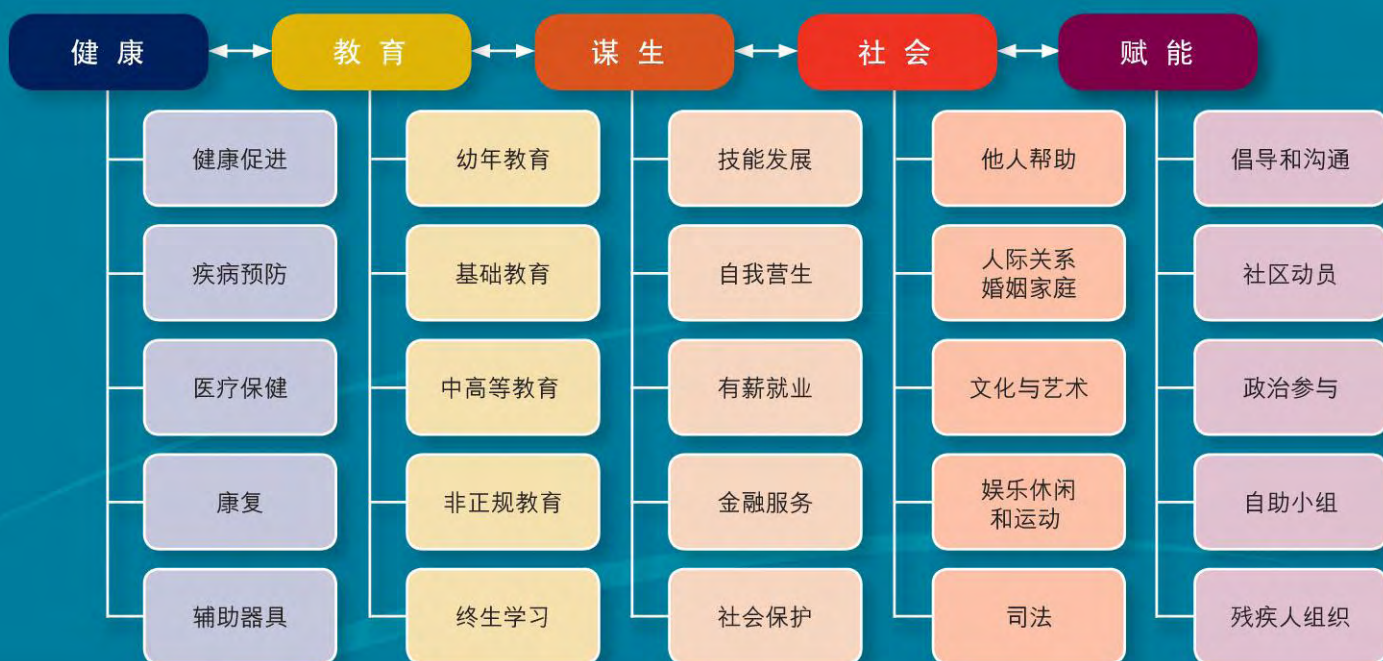 健康
教育
谋生
社会
赋能
健康促进
疾病预防
医疗保健
康复
辅助器具
幼年教育
基础教育
中高等教育
非正规教育
终生学习
技能发展
自我营生
有薪就业
金融服务
社会保护
他人帮助
人际关系
婚姻家庭
文化与艺术
娱乐休闲
和运动
司法
倡导和沟通
社区动员
政治参与
自助小组
残疾人组织